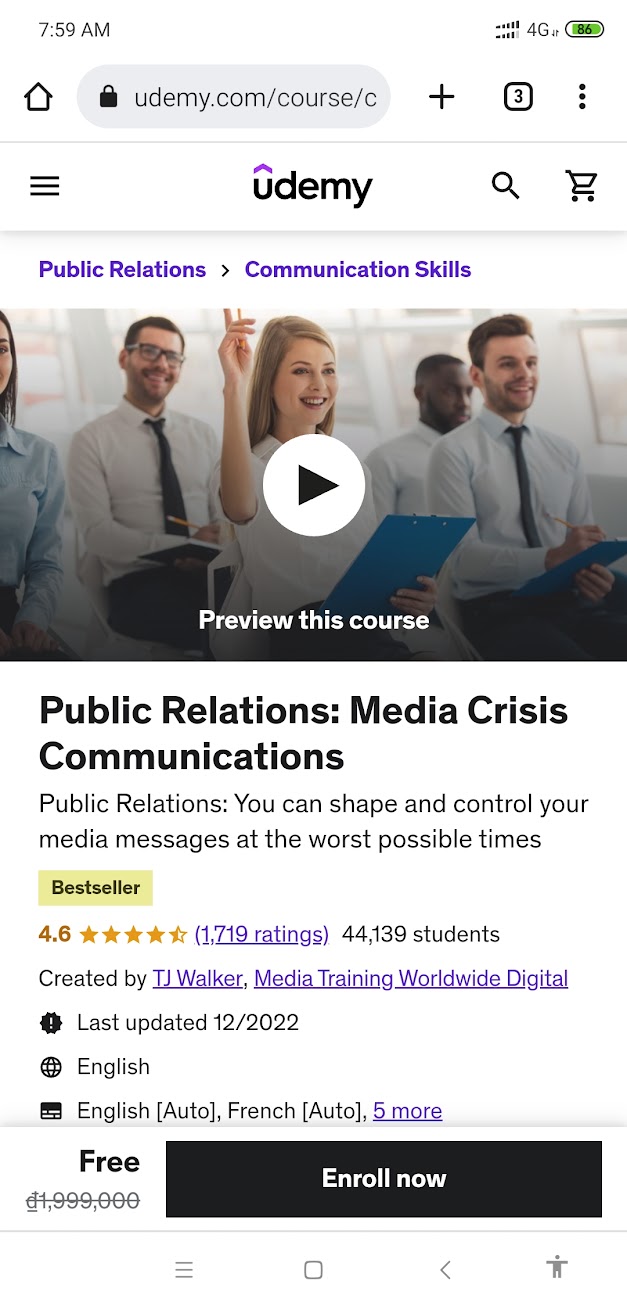 7:59 AM
4G
86
udemy.com/course/c
3
udemy
Public Relations > Communication Skills
Preview this course
Public Relations: Media Crisis
Communications
Public Relations: You can shape and control your
media messages at the worst possible times
Bestseller
4.6 (1,719 ratings) 44,139 students
Created by TJ Walker, Media Training Worldwide Digital
Last updated 12/2022
English
English [Auto], French [Auto], 5 more
Free
₫1,999,000
Enroll now